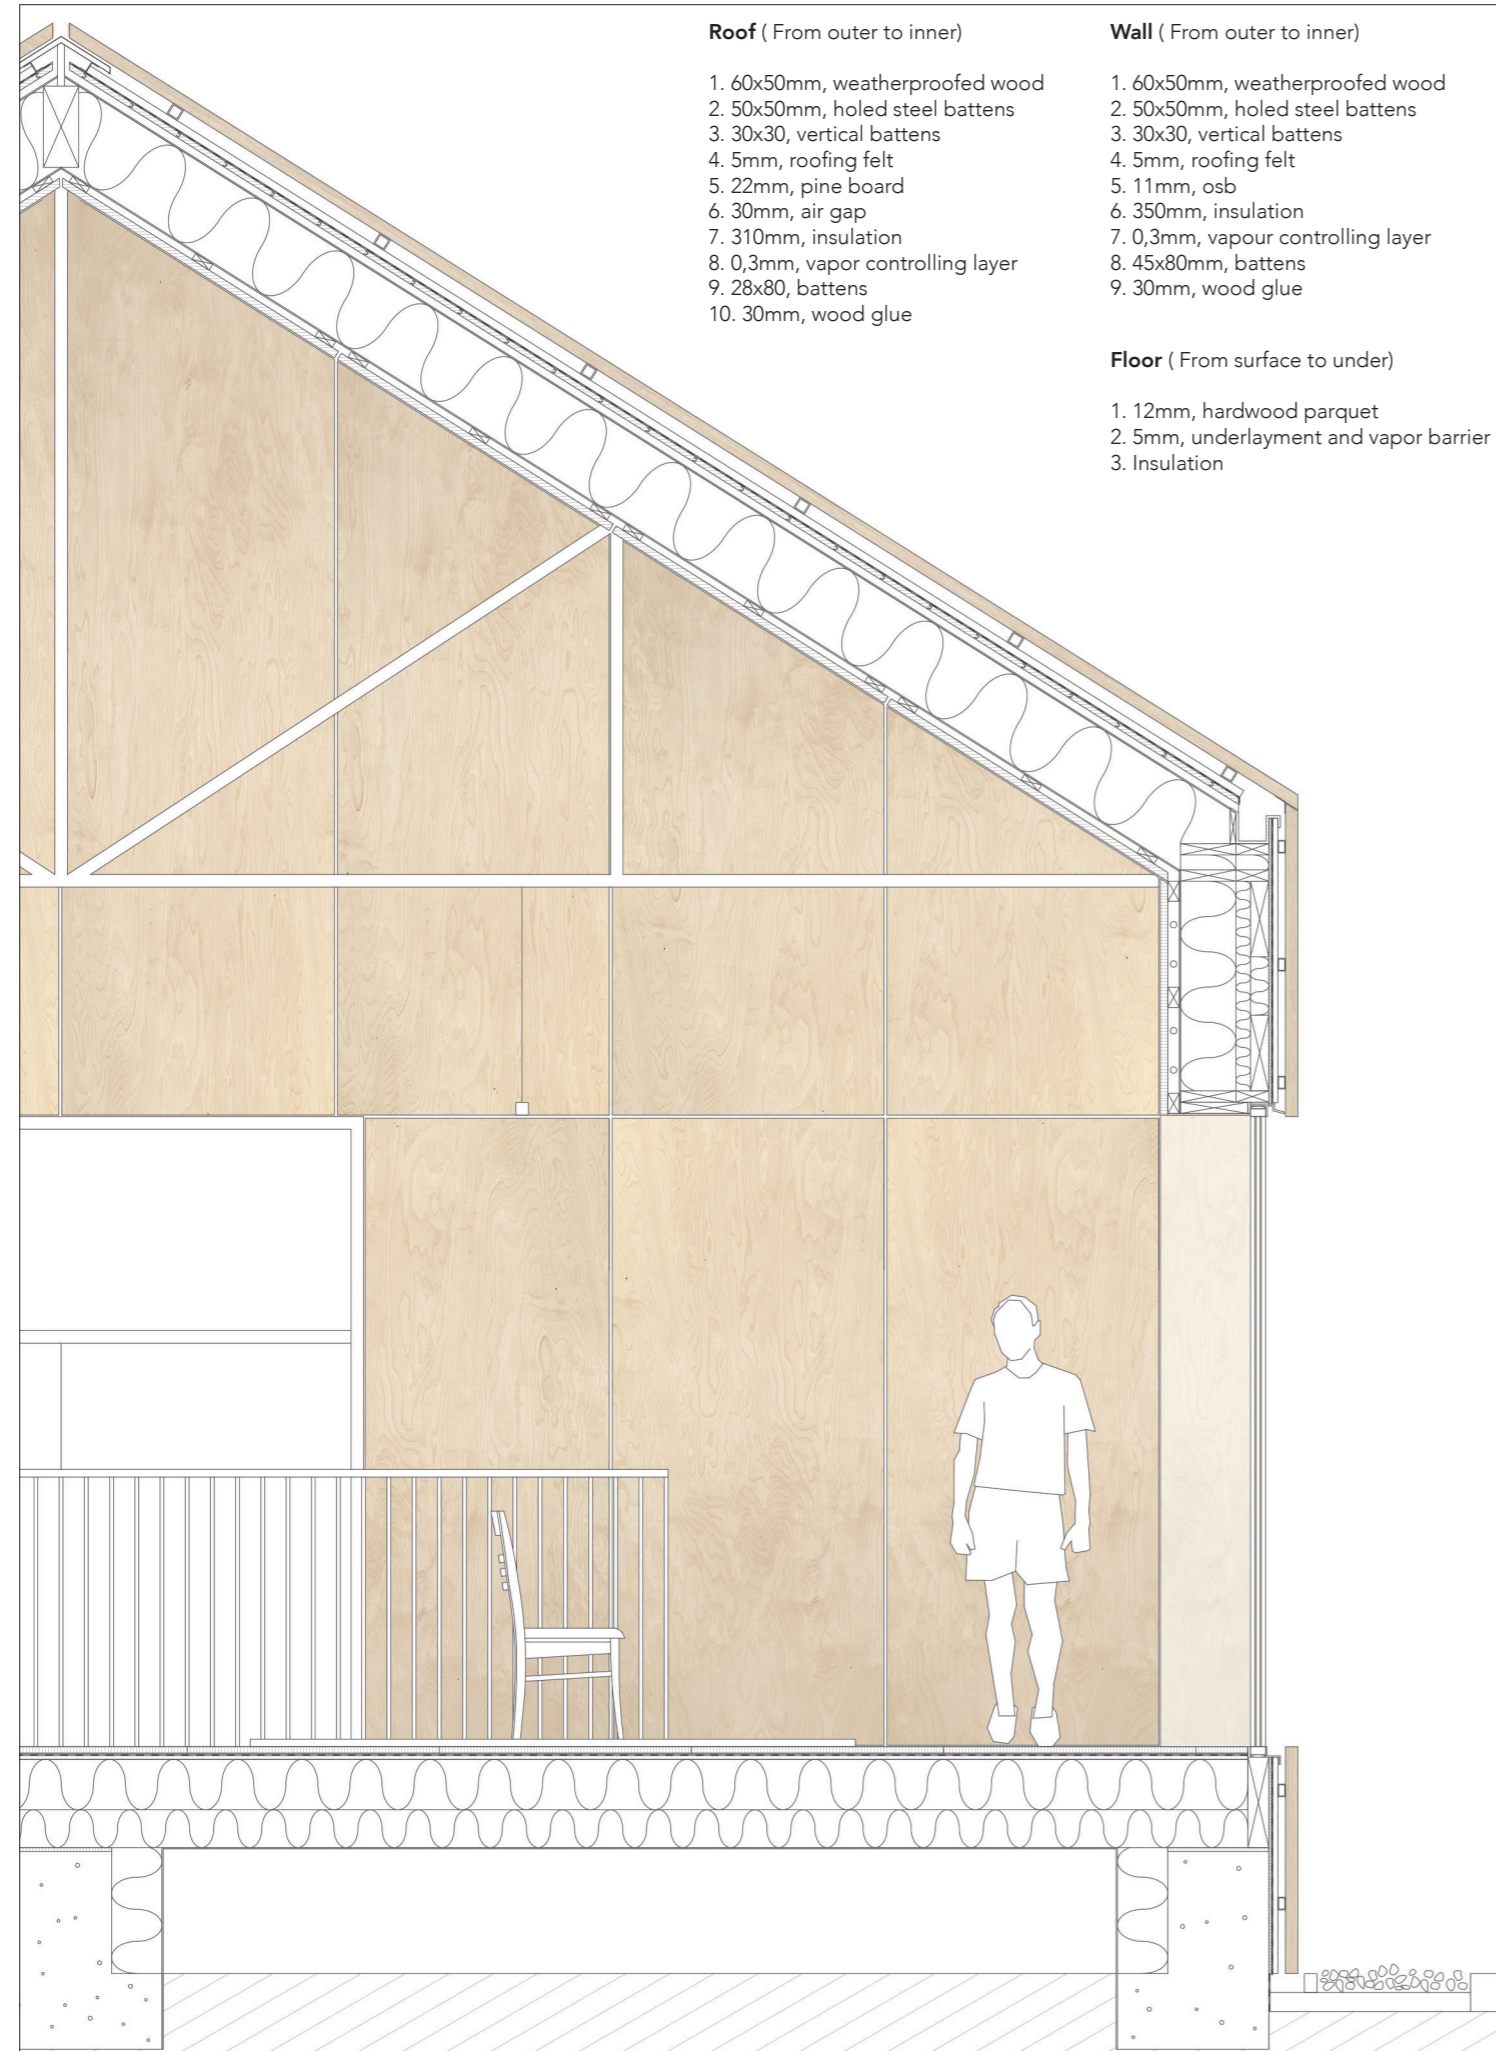 Roof ( From outer to inner)
1. 60x50mm, weatherproofed wood
2. 50x50mm, holed steel battens
3. 30x30, vertical battens
4. 5mm, roofing felt
5. 22mm, pine board
6. 30mm, air gap
7. 310mm, insulation
8. 0,3mm, vapor controlling layer
9. 28x80, battens
10. 30mm, wood glue
Wall ( From outer to inner)
1. 60x50mm, weatherproofed wood
2. 50x50mm, holed steel battens
3. 30x30, vertical battens
4. 5mm, roofing felt
5. 11mm, osb
6. 350mm, insulation
7. 0,3mm, vapour controlling layer
8. 45x80mm, battens
9. 30mm, wood glue
Floor ( From surface to under)
1. 12mm, hardwood parquet
2. 5mm, underlayment and vapor barrier
3. Insulation